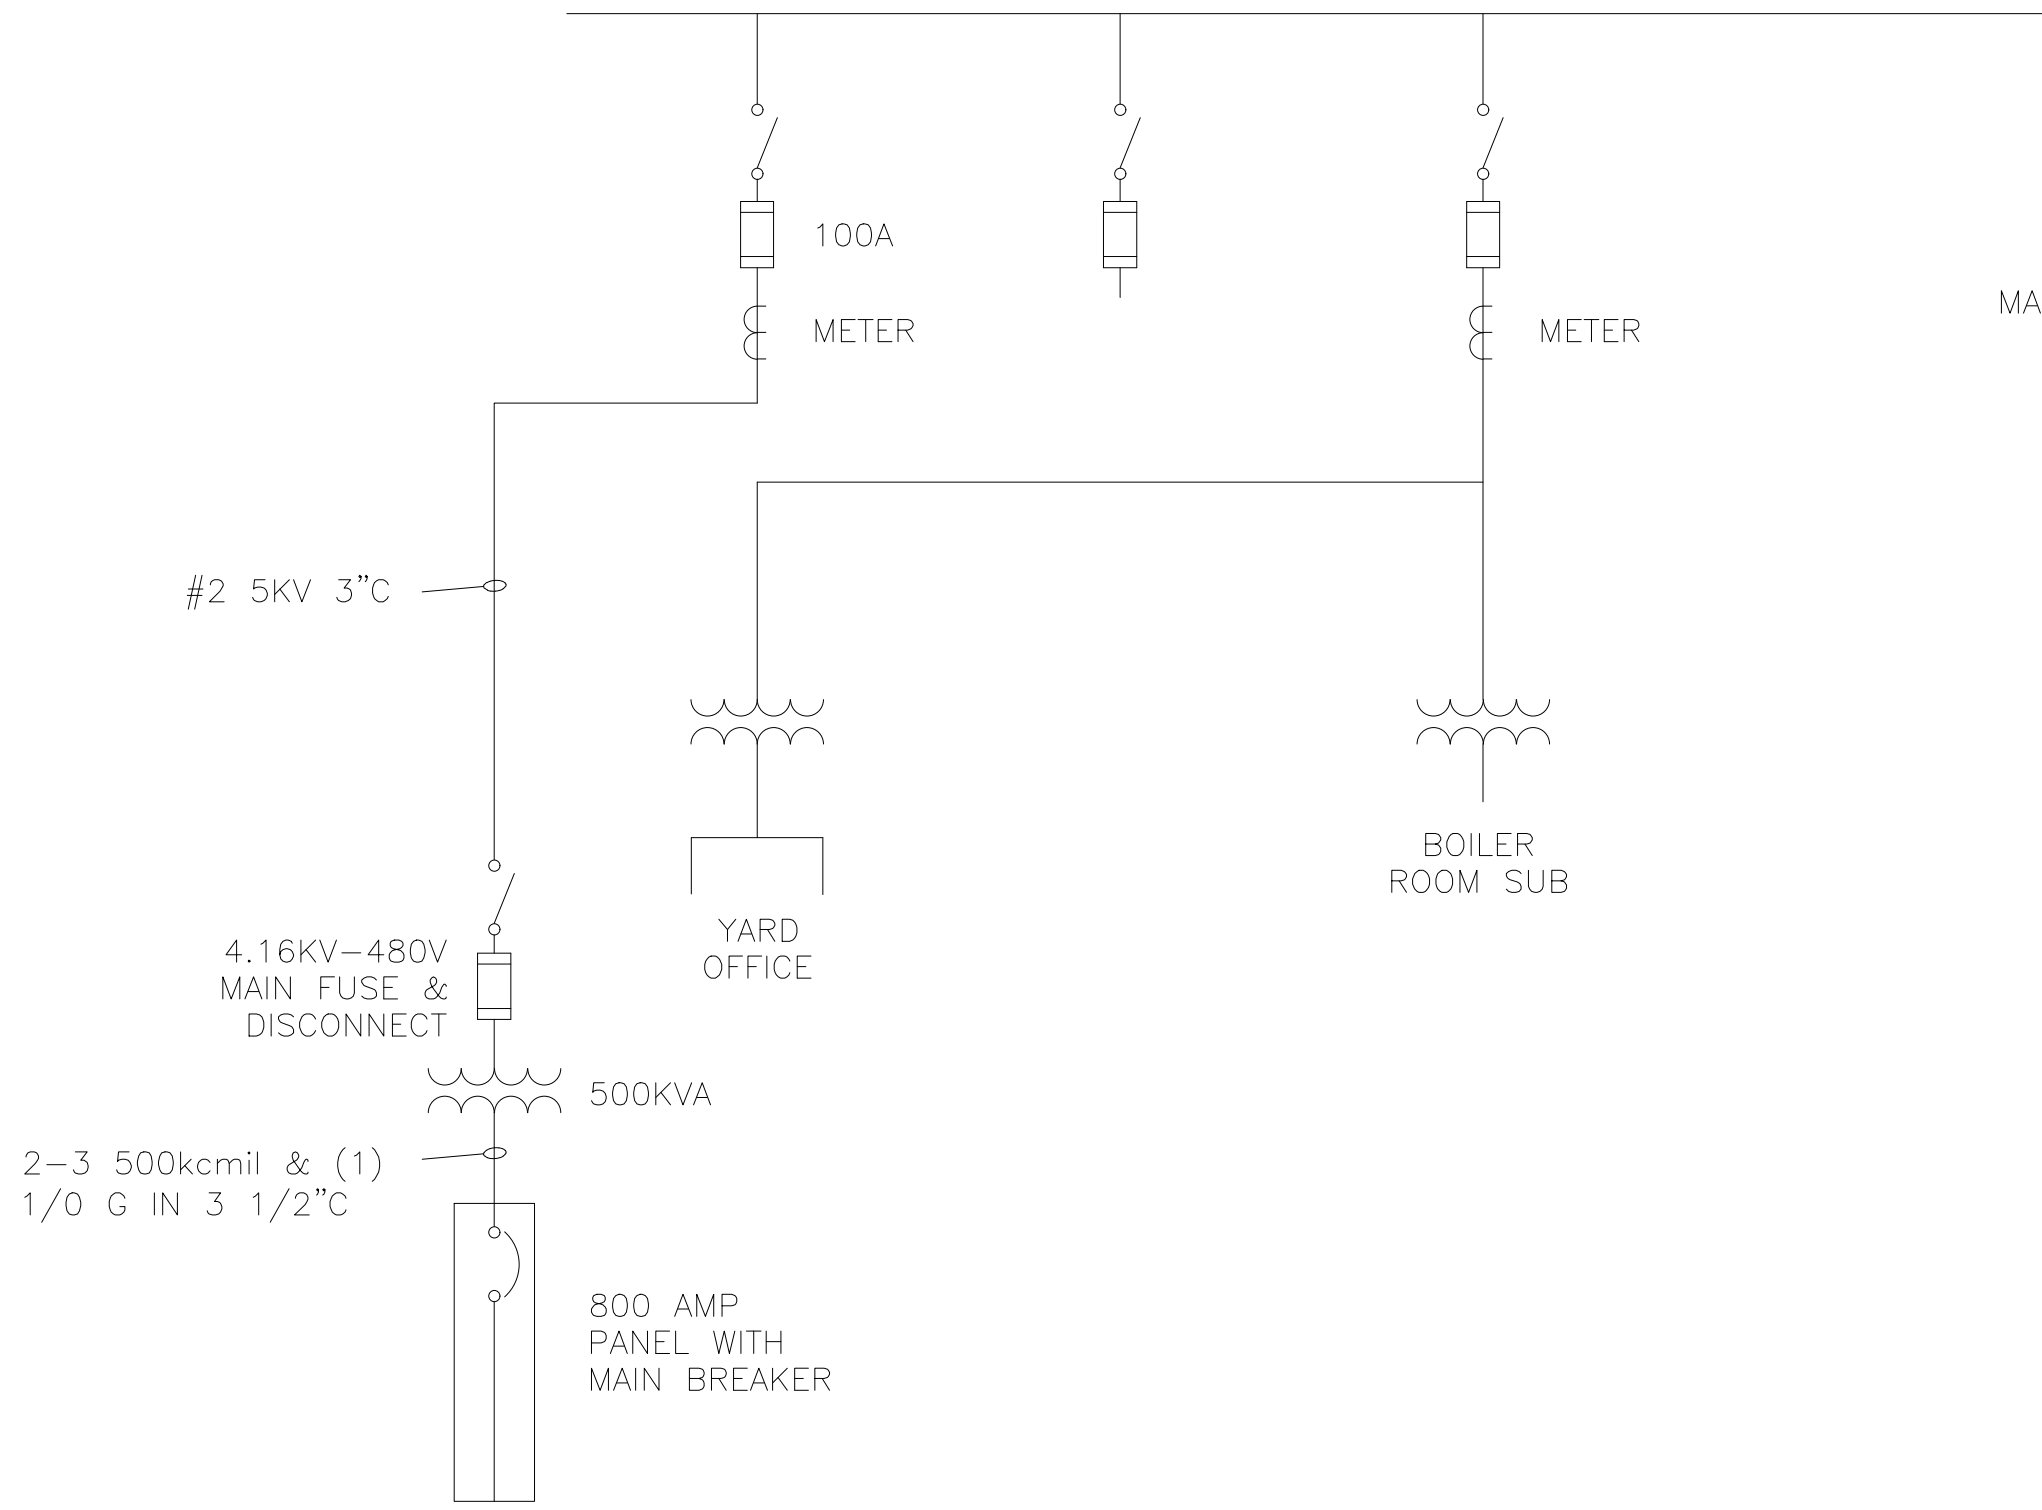 100A
METER
METER
MA
#2 5KV 3"C
BOILER
ROOM SUB
YARD
OFFICE
4.16KV-480V
MAIN FUSE &
DISCONNECT
500KVA
2-3 500kcmil & (1)
1/0 G IN 3 1/2"C
800 AMP
PANEL WITH
MAIN BREAKER